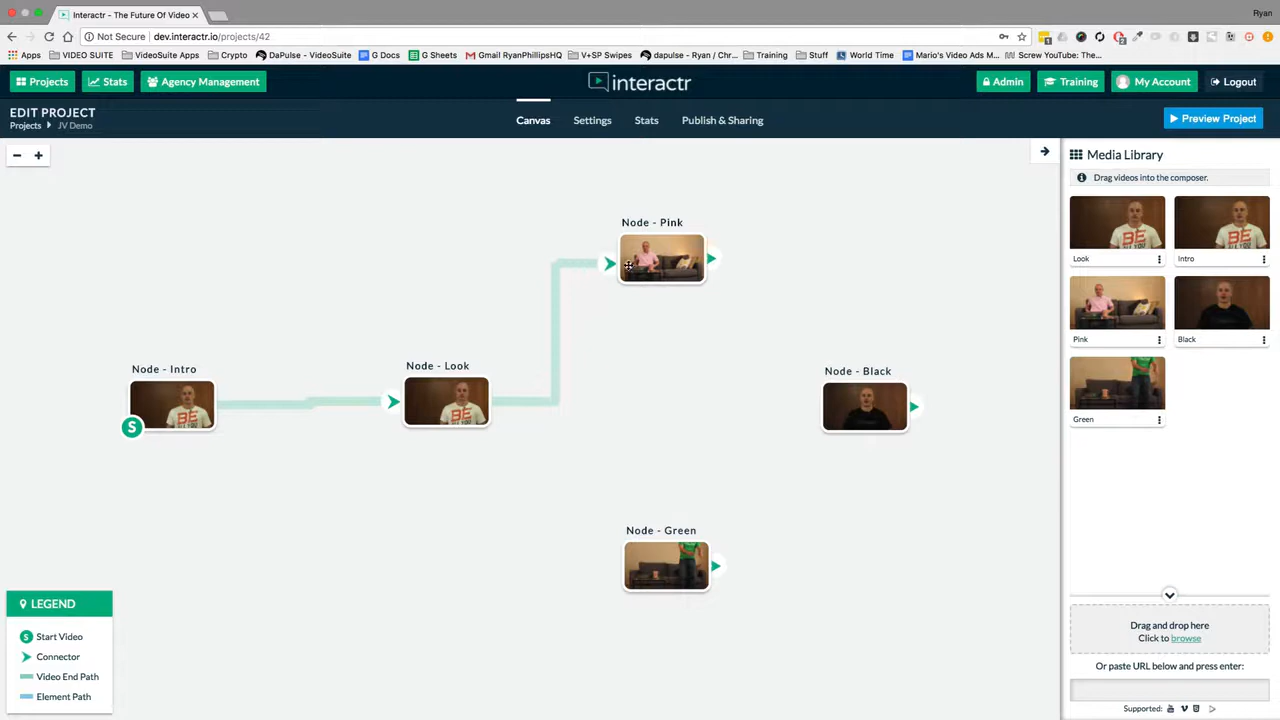 Interactr - The Future Of Video
Ryan
Not Secure
dev.interactr.io/projects/42
Apps
VIDEO SUITE
VideoSuite Apps
Crypto
DaPulse - VideoSuite
G Docs
G Sheets
Gmail RyanPhillipsHQ
V+SP Swipes
dapulse - Ryan / Chr...
Training
Stuff
World Time
Mario's Video Ads M...
Screw YouTube: The...
Projects
Stats
Agency Management
interactr
Admin
Training
My Account
Logout
EDIT PROJECT
Projects
JV Demo
Canvas
Settings
Stats
Publish & Sharing
Preview Project
Media Library
Drag videos into the composer.
Node - Pink
Look
Intro
Pink
Black
Node - Intro
Node - Look
Node - Black
Green
S
Node - Green
LEGEND
S Start Video
Connector
Video End Path
Element Path
Drag and drop here
Click to browse
Or paste URL below and press enter:
Supported: